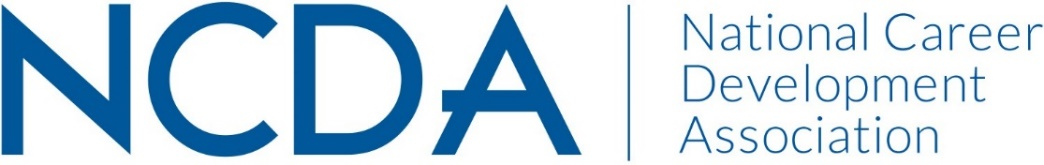 NCDA
National Career
Development
Association